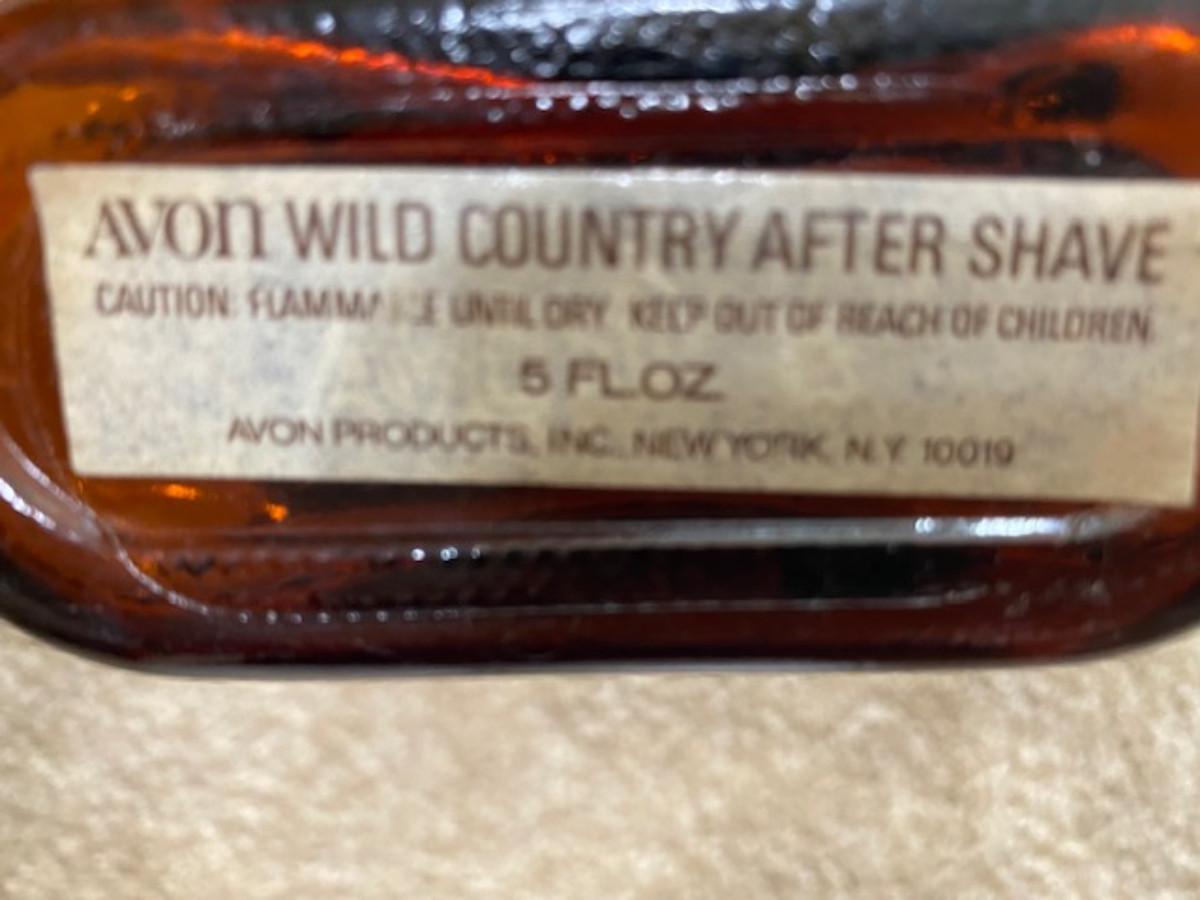 AVON WILD COUNTRY AFTER SHAVE
CAUTION: FLAMMABLE UNTIL DRY. KEEP OUT OF REACH OF CHILDREN.
5 FL.OZ.
AVON PRODUCTS, INC., NEW YORK, N.Y. 10019